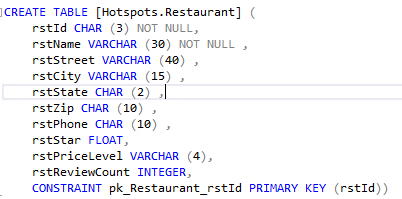 CREATE TABLE [Hotspots.Restaurant] (
rstId CHAR (3) NOT NULL,
rstName VARCHAR (30) NOT NULL ,
rstStreet VARCHAR (40) ,
rstCity VARCHAR (15) ,
rstState CHAR (2) ,
rstZip CHAR (10) ,
rstPhone CHAR (10) ,
rstStar FLOAT,
rstPriceLevel VARCHAR (4),
rstReviewCount INTEGER,
CONSTRAINT pk_Restaurant_rstId PRIMARY KEY (rstId))